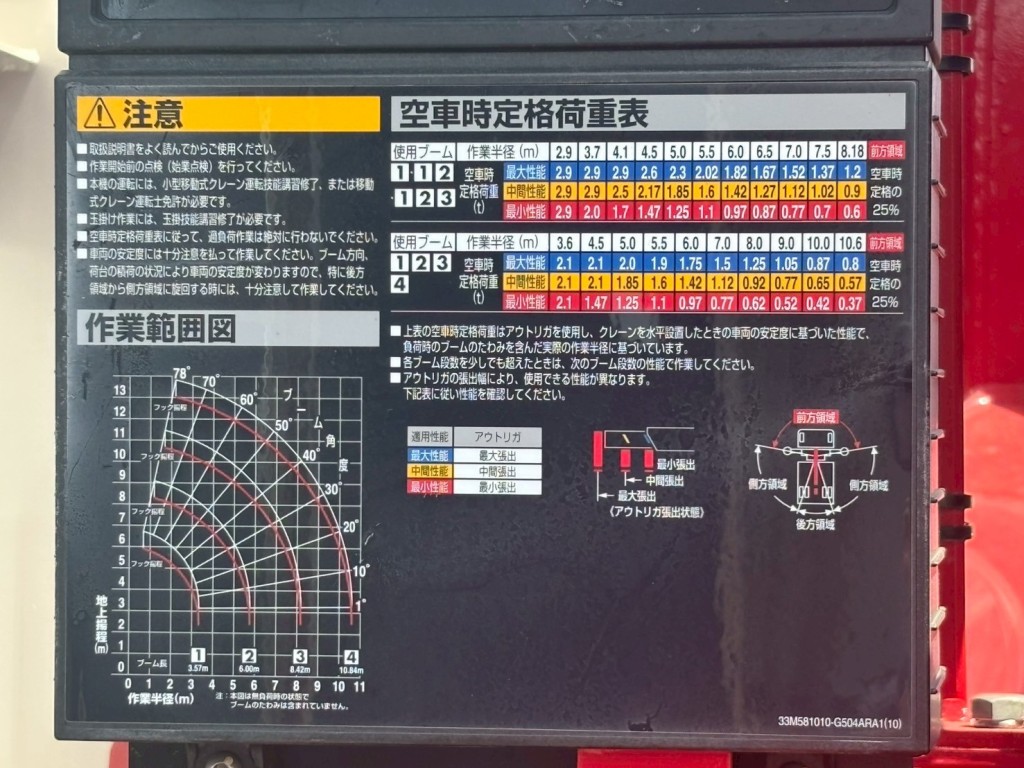 注意
■取扱説明書をよく読んでからご使用ください。
■作業開始前の点検（始業点検）を行ってください。
■本機の運転には、小型移動式クレーン運転技能講習修了、または移動
式クレーン運転士免許が必要です。
■玉掛け作業には、玉掛技能講習修了が必要です。
■空車時定格荷重表に従って、過負荷作業は絶対に行わないでください。
■車両の安定度には十分注意を払って作業してください。ブーム方向、
荷台の積荷の状況により車両の安定度が変わりますので、特に後方
領域から側方領域に旋回する時には、十分注意して作業してください。
作業範囲図
78° 70° 60° 50° 40° 30° 20° 10° 1°
ブーム角度
フック揚程
フック揚程
フック揚程
フック揚程
13
12
11
10
9
8
7
6
5
4
3
2
1
0
地上揚程(m)
ブーム長
1 2 3 4
3.57m 6.00m 8.42m 10.84m
0 1 2 3 4 5 6 7 8 9 10 11
作業半径(m)
注：本図は無負荷時の状態で
ブームのたわみは含まれていません。
空車時定格荷重表
使用ブーム 作業半径(m) 2.9 3.7 4.1 4.5 5.0 5.5 6.0 6.5 7.0 7.5 8.18 前方領域
1・1 2 空車時 最大性能 2.9 2.9 2.9 2.6 2.3 2.02 1.82 1.67 1.52 1.37 1.2 空車時
定格荷重 中間性能 2.9 2.9 2.5 2.17 1.85 1.6 1.42 1.27 1.12 1.02 0.9 定格の
・1 2 3 (t) 最小性能 2.9 2.0 1.7 1.47 1.25 1.1 0.97 0.87 0.77 0.7 0.6 25%
使用ブーム 作業半径(m) 3.6 4.5 5.0 5.5 6.0 7.0 8.0 9.0 10.0 10.6 前方領域
1 2 3 空車時 最大性能 2.1 2.1 2.0 1.9 1.75 1.5 1.25 1.05 0.87 0.8 空車時
4 定格荷重 中間性能 2.1 2.1 1.85 1.6 1.42 1.12 0.92 0.77 0.65 0.57 定格の
(t) 最小性能 2.1 1.47 1.25 1.1 0.97 0.77 0.62 0.52 0.42 0.37 25%
■上表の空車時定格荷重はアウトリガを使用し、クレーンを水平設置したときの車両の安定度に基づいた性能で、
負荷時のブームのたわみを含んだ実際の作業半径に基づいています。
■各ブーム段数を少しでも超えたときは、次のブーム段数の性能で作業してください。
■アウトリガの張出幅により、使用できる性能が異なります。
下記表に従い性能を確認してください。
適用性能 アウトリガ
最大性能 最大張出
中間性能 中間張出
最小性能 最小張出
最小張出
中間張出
最大張出
《アウトリガ張出状態》
前方領域
側方領域 側方領域
後方領域
33M581010-G504ARA1(10)